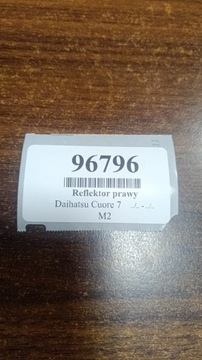 96796
Reflektor prawy
Daihatsu Cuore 7 ./. - ./.
M2